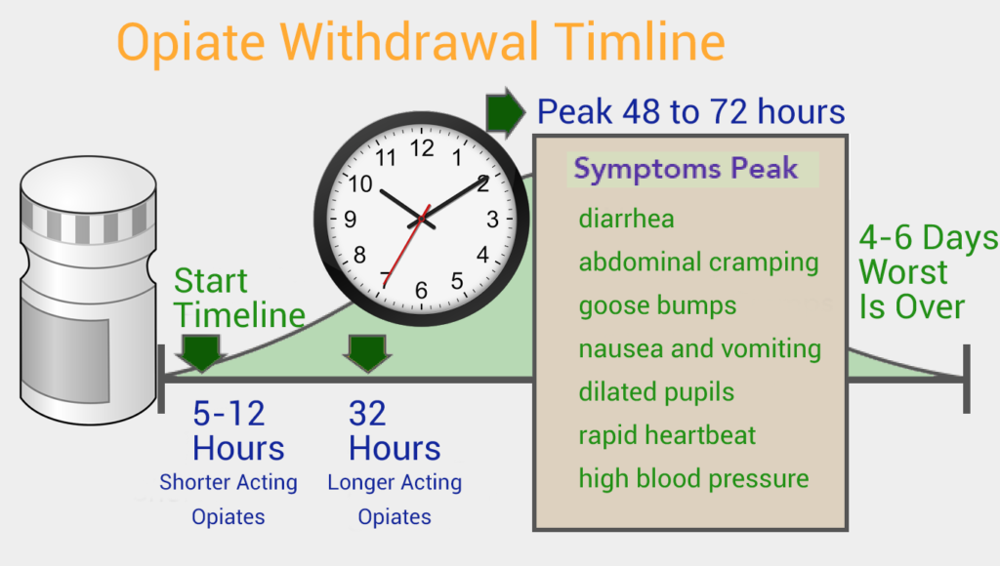 Opiate Withdrawal Timline
Peak 48 to 72 hours
Symptoms Peak
diarrhea
abdominal cramping
goose bumps
nausea and vomiting
dilated pupils
rapid heartbeat
high blood pressure
4-6 Days
Worst
Is Over
Start
Timeline
12
1
2
3
4
5
6
7
8
9
10
11
5-12
Hours
Shorter Acting
Opiates
32
Hours
Longer Acting
Opiates